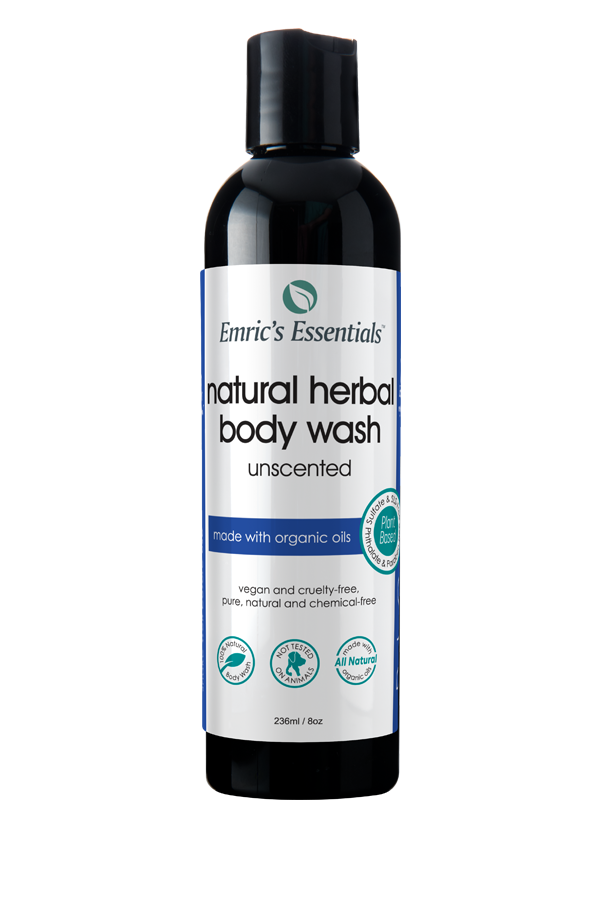 Emric's Essentials™
natural herbal
body wash
unscented
made with organic oils
Plant
Based
Sulfate &
Phthalate &
vegan and cruelty-free,
pure, natural and chemical-free
100% Natural
Body Wash
NOT TESTED
ON ANIMALS
made with
All Natural
organic oils
236ml / 8oz